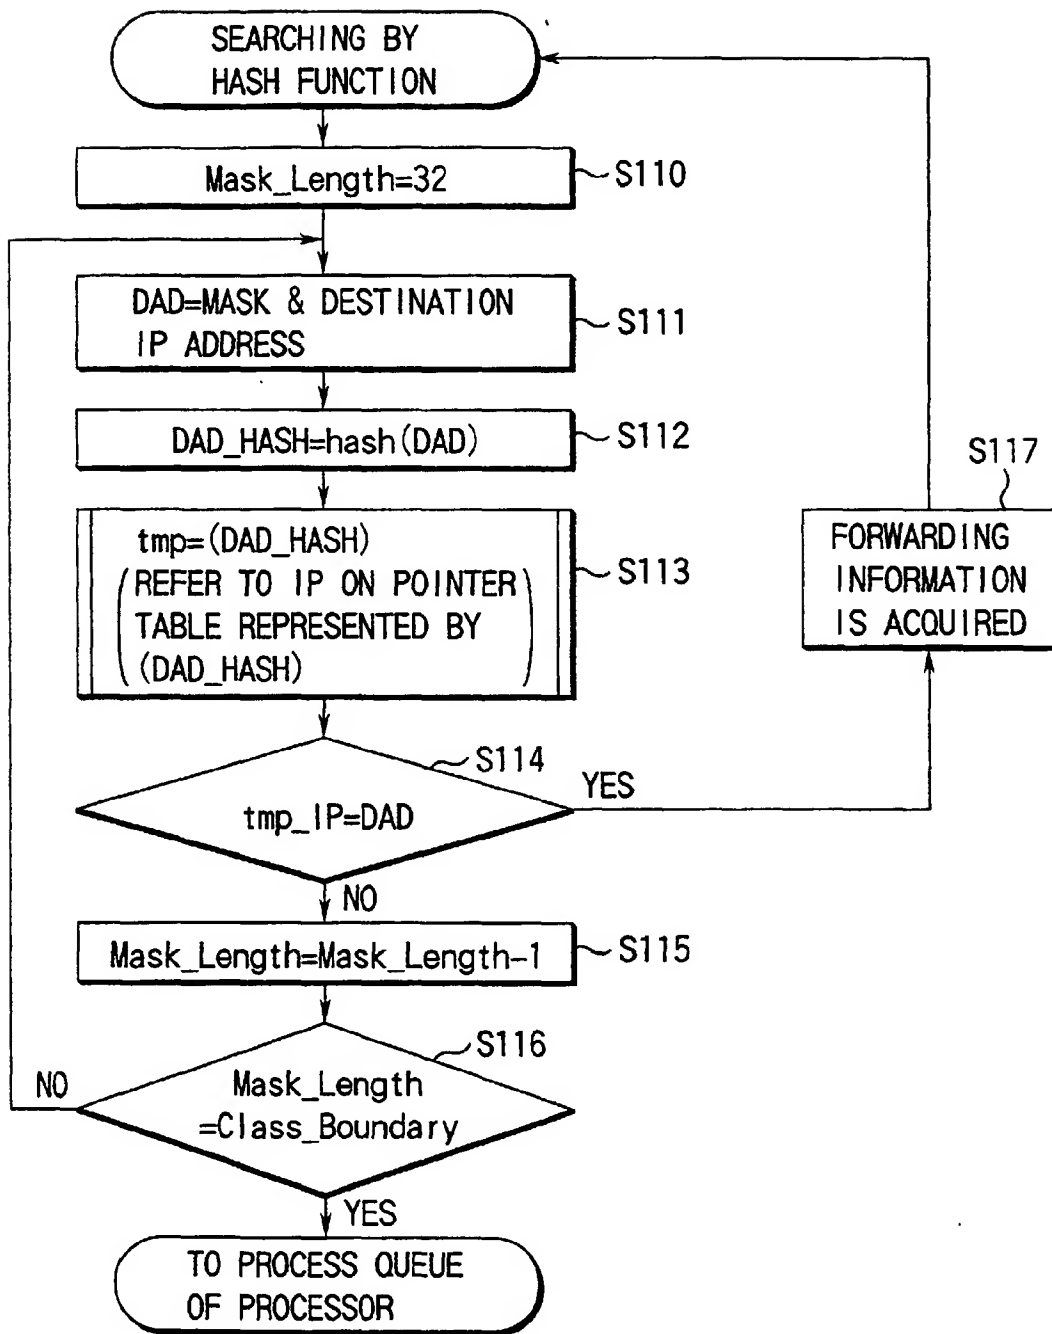 SEARCHING BY
HASH FUNCTION
Mask_Length=32
S110
DAD=MASK & DESTINATION
IP ADDRESS
S111
DAD_HASH=hash(DAD)
S112
tmp=(DAD_HASH)
(REFER TO IP ON POINTER
TABLE REPRESENTED BY
(DAD_HASH))
S113
S117
FORWARDING
INFORMATION
IS ACQUIRED
S114
tmp_IP=DAD
YES
NO
Mask_Length=Mask_Length-1
S115
S116
Mask_Length
=Class_Boundary
NO
YES
TO PROCESS QUEUE
OF PROCESSOR